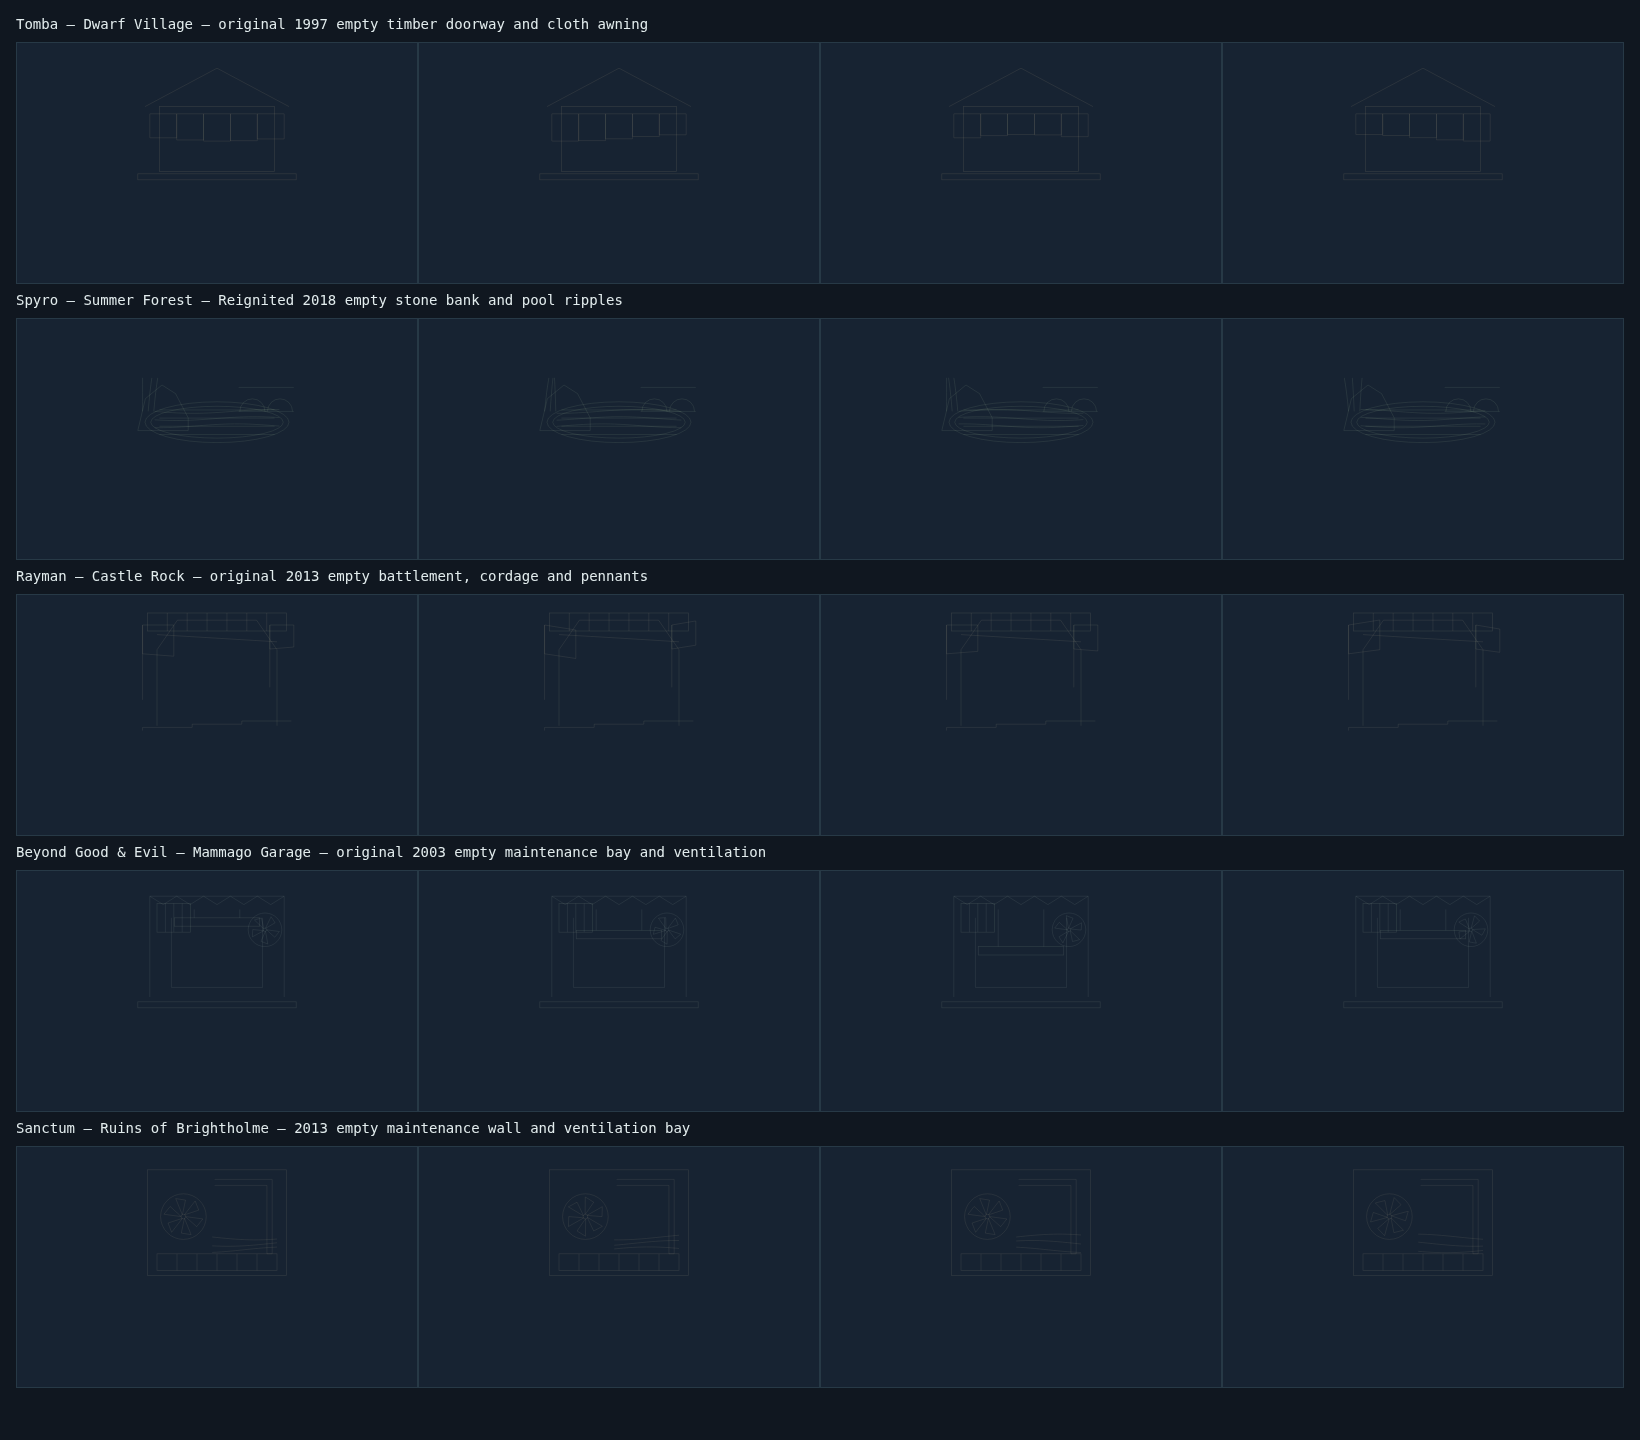 Tomba — Dwarf Village — original 1997 empty timber doorway and cloth awning
Spyro — Summer Forest — Reignited 2018 empty stone bank and pool ripples
Rayman — Castle Rock — original 2013 empty battlement, cordage and pennants
Beyond Good & Evil — Mammago Garage — original 2003 empty maintenance bay and ventilation
Sanctum — Ruins of Brightholme — 2013 empty maintenance wall and ventilation bay